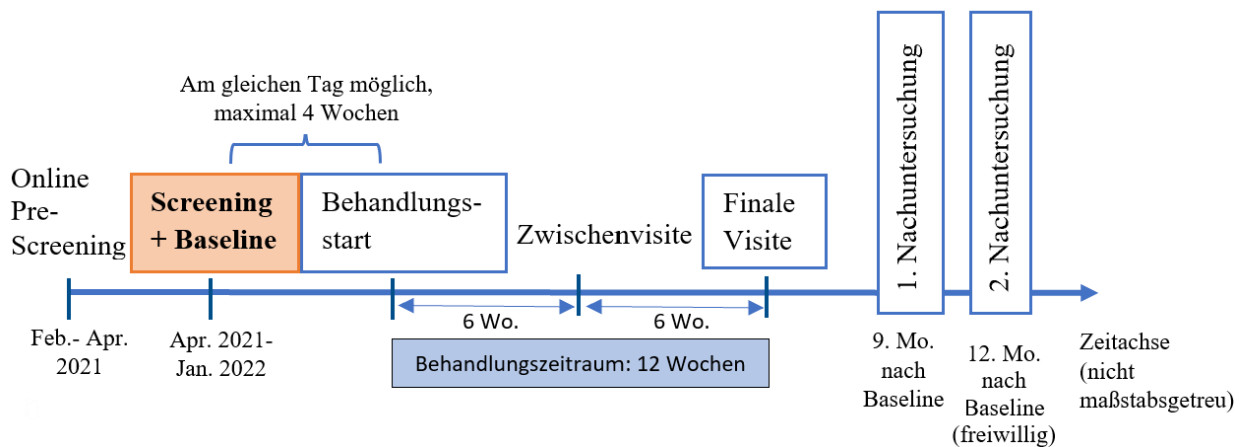 Am gleichen Tag möglich,
maximal 4 Wochen
Online
Pre-
Screening
Screening
+ Baseline
Behandlungs-
start
Zwischenvisite
Finale
Visite
1. Nachuntersuchung
2. Nachuntersuchung
6 Wo.
6 Wo.
Feb.- Apr.
2021
Apr. 2021-
Jan. 2022
Behandlungszeitraum: 12 Wochen
9. Mo.
nach
Baseline
12. Mo.
nach
Baseline
(freiwillig)
Zeitachse
(nicht
maßstabsgetreu)